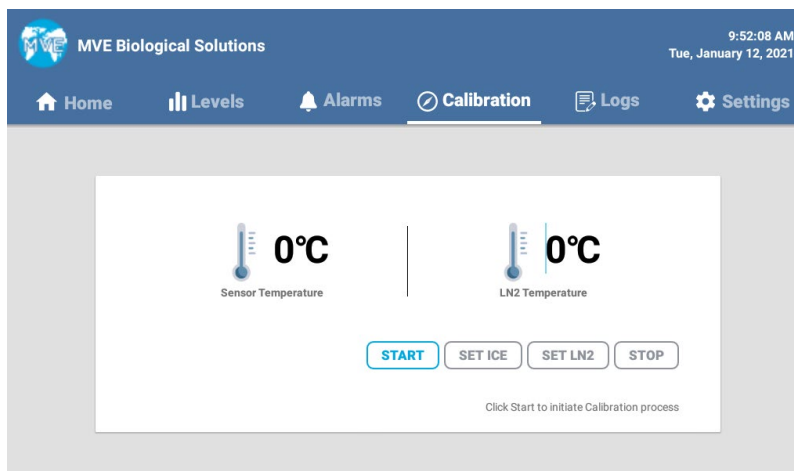 MVE
MVE Biological Solutions
9:52:08 AM
Tue, January 12, 2021
Home
Levels
Alarms
Calibration
Logs
Settings
0°C
0°C
Sensor Temperature
LN2 Temperature
START
SET ICE
SET LN2
STOP
Click Start to initiate Calibration process